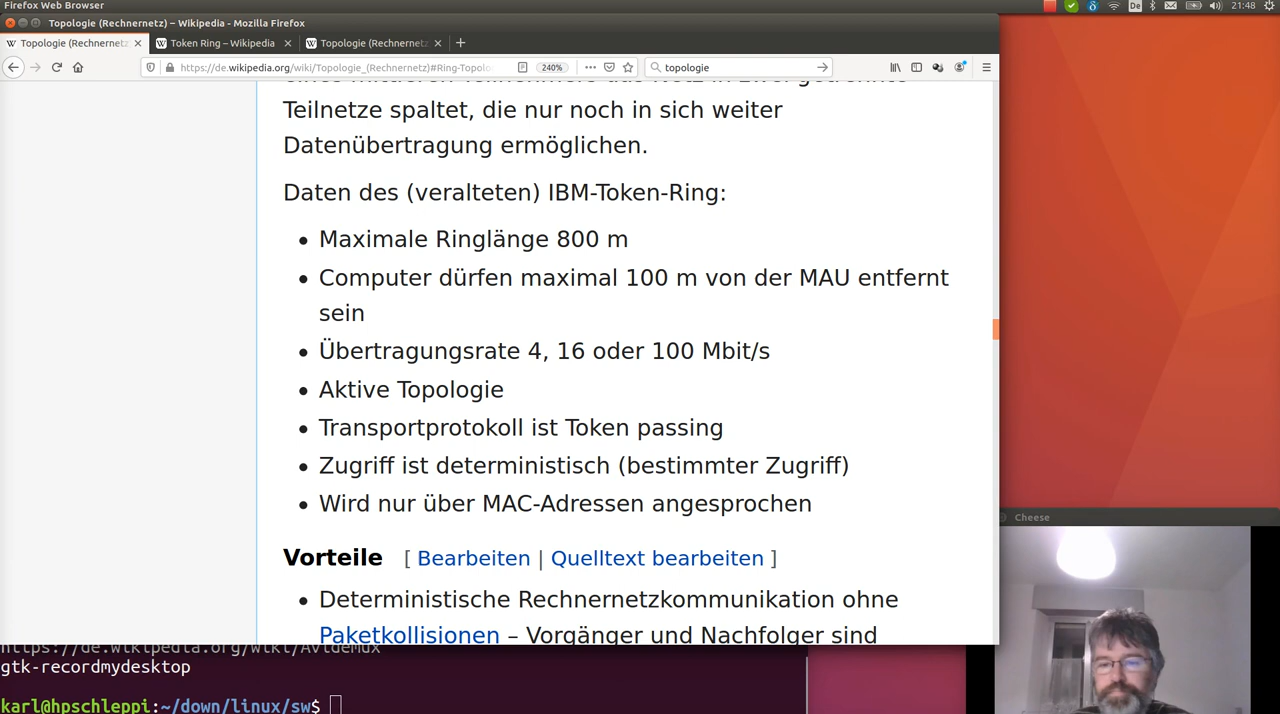 Firefox Web Browser
De
21:48
Topologie (Rechnernetz) – Wikipedia - Mozilla Firefox
Topologie (Rechnernetz
Token Ring – Wikipedia
Topologie (Rechnernetz
https://de.wikipedia.org/wiki/Topologie_(Rechnernetz)#Ring-Topolo
240%
topologie
Teilnetze spaltet, die nur noch in sich weiter
Datenübertragung ermöglichen.
Daten des (veralteten) IBM-Token-Ring:
Maximale Ringlänge 800 m
Computer dürfen maximal 100 m von der MAU entfernt
sein
Übertragungsrate 4, 16 oder 100 Mbit/s
Aktive Topologie
Transportprotokoll ist Token passing
Zugriff ist deterministisch (bestimmter Zugriff)
Wird nur über MAC-Adressen angesprochen
Cheese
Vorteile [ Bearbeiten | Quelltext bearbeiten ]
Deterministische Rechnernetzkommunikation ohne
Paketkollisionen – Vorgänger und Nachfolger sind
https://de.wikipedia.org/wiki/Avidemux
gtk-recordmydesktop
karl@hpschleppi:~/down/linux/sw$